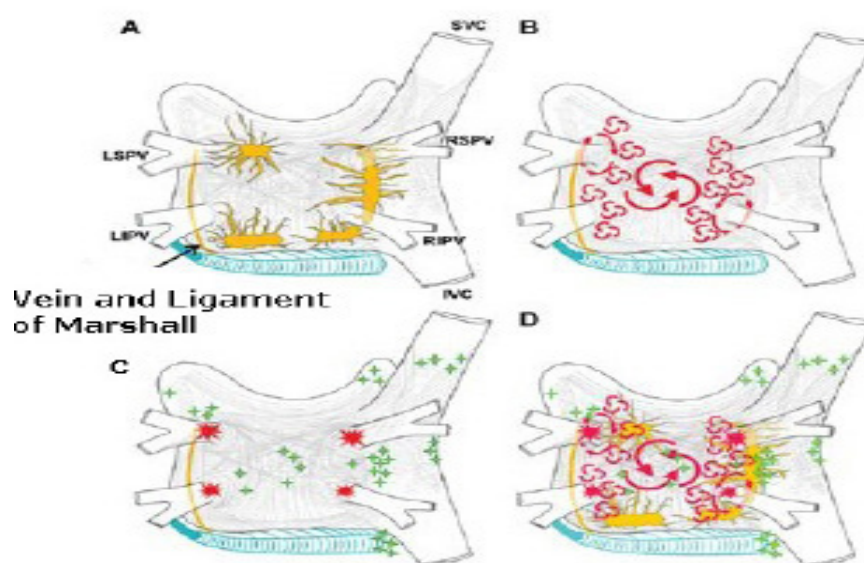 A
SVC
B
LSPV
RSPV
LIPV
RIPV
Vein and Ligament
of Marshall
IVC
C
D